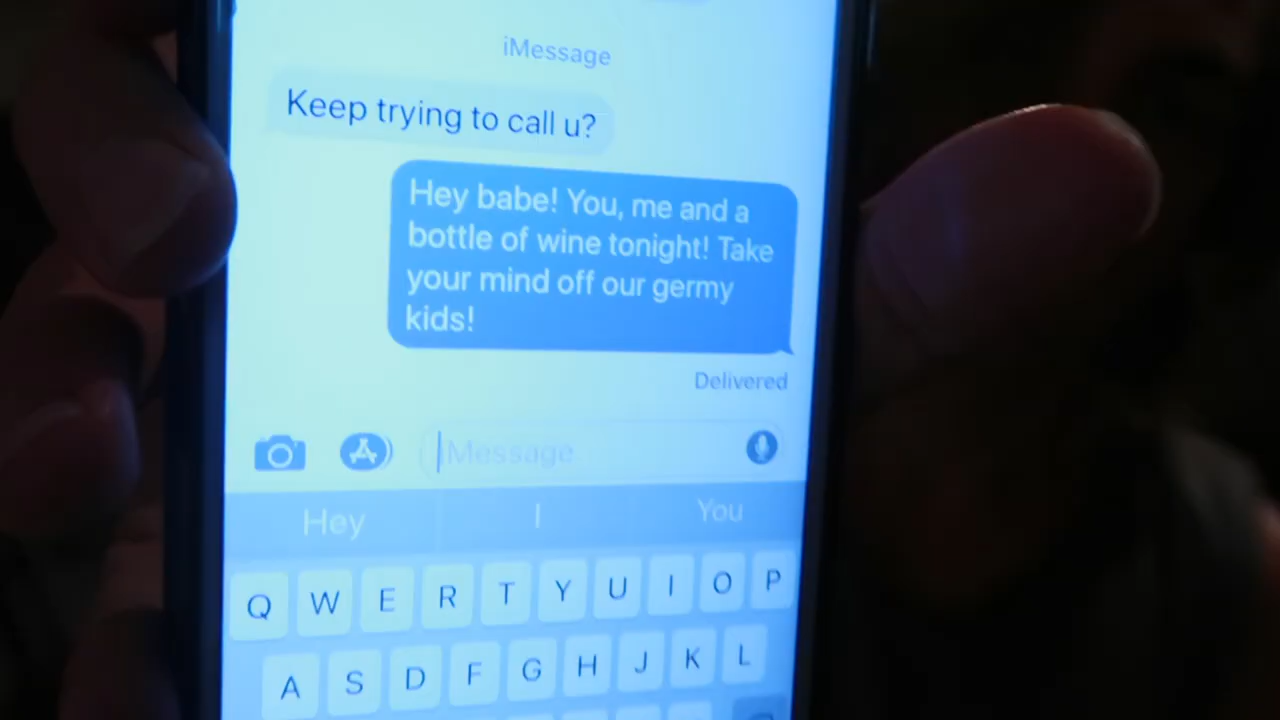 iMessage
Keep trying to call u?
Hey babe! You, me and a
bottle of wine tonight! Take
your mind off our germy
kids!
Delivered
iMessage
Hey I You
Q W E R T Y U I O P
A S D F G H J K L